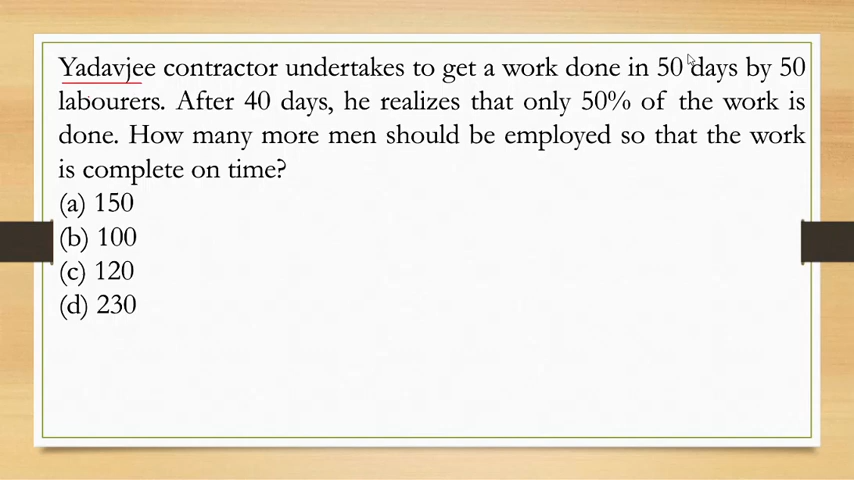 Yadavjee contractor undertakes to get a work done in 50 days by 50
labourers. After 40 days, he realizes that only 50% of the work is
done. How many more men should be employed so that the work
is complete on time?
(a) 150
(b) 100
(c) 120
(d) 230